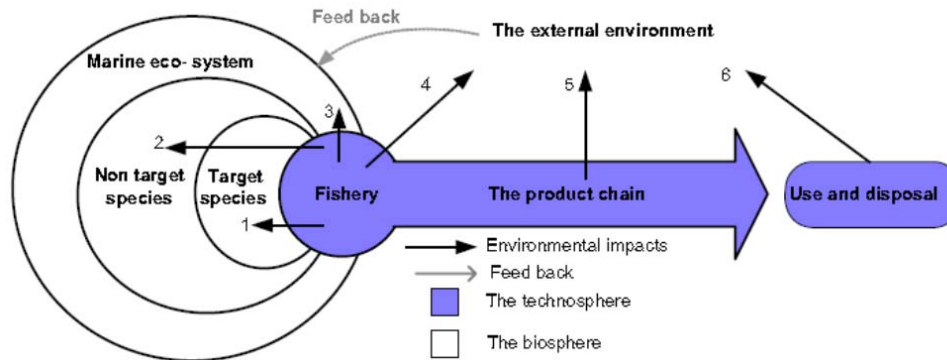 Feed back
The external environment
Marine eco- system
4
5
6
3
2
Non target
species
Target
species
Fishery
The product chain
Use and disposal
1
Environmental impacts
Feed back
The technosphere
The biosphere